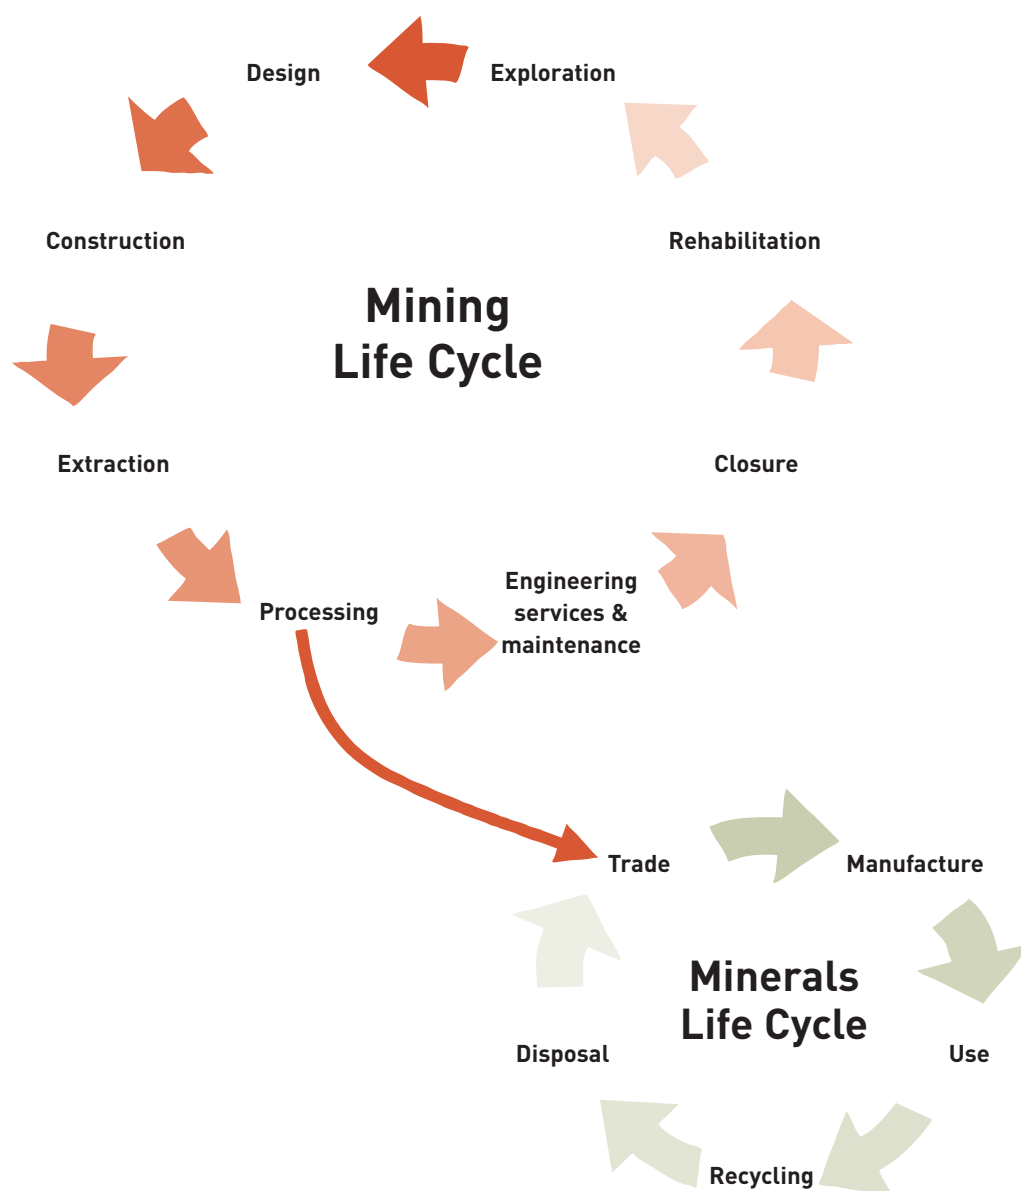 Design
Exploration
Construction
Rehabilitation
Mining
Life Cycle
Extraction
Closure
Processing
Engineering
services &
maintenance
Trade
Manufacture
Minerals
Life Cycle
Disposal
Use
Recycling